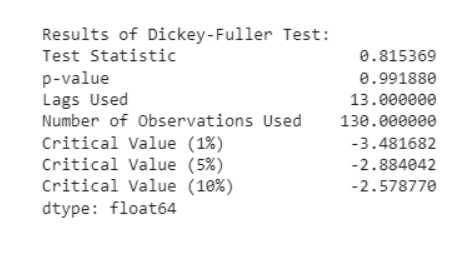 Results of Dickey-Fuller Test:
Test Statistic 0.815369
p-value 0.991880
Lags Used 13.000000
Number of Observations Used 130.000000
Critical Value (1%) -3.481682
Critical Value (5%) -2.884042
Critical Value (10%) -2.578770
dtype: float64